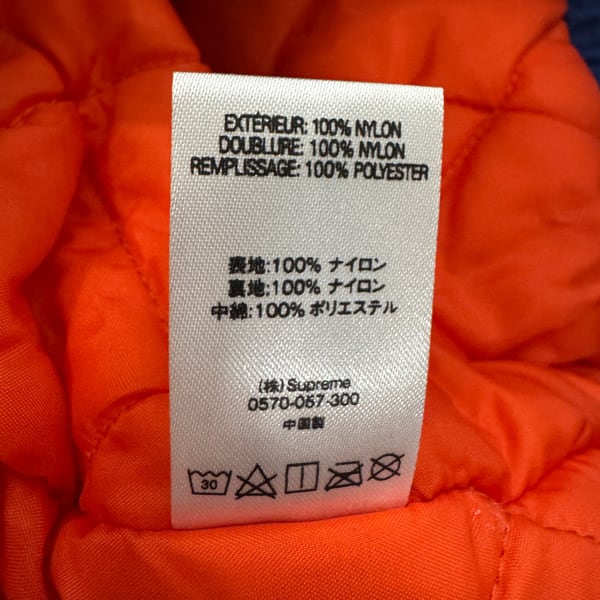 EXTÉRIEUR: 100% NYLON
DOUBLURE: 100% NYLON
REMPLISSAGE: 100% POLYESTER
表地:100% ナイロン
裏地:100% ナイロン
中綿:100% ポリエステル
(株) Supreme
0570-057-300
中国製
30